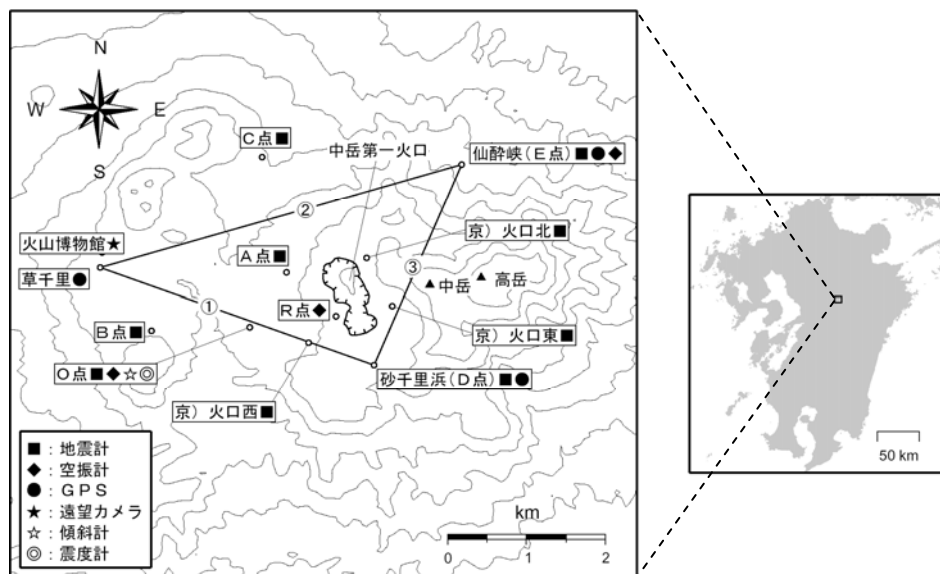 N
W
E
S
C点■
中岳第一火口
仙酔峡(E点)■●◆
②
火山博物館★
京）火口北■
A点■
③
草千里●
中岳
高岳
①
R点◆
B点■
京）火口東■
O点■◆☆◎
砂千里浜(D点)■●
京）火口西■
■：地震計
◆：空振計
●：GPS
★：遠望カメラ
☆：傾斜計
◎：震度計
km
0 1 2
50 km